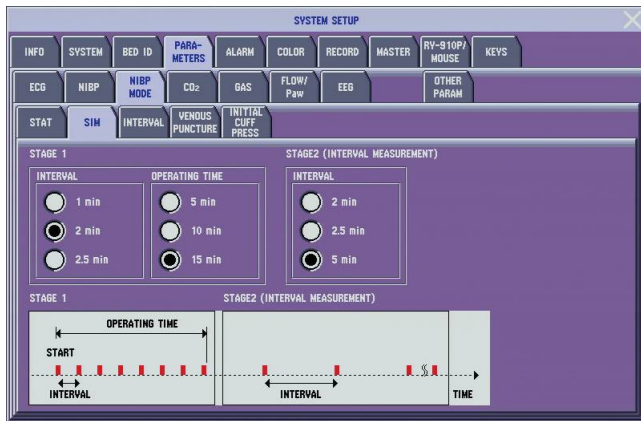 SYSTEM SETUP
INFO SYSTEM BED ID PARA-METERS ALARM COLOR RECORD MASTER RY-910P/MOUSE KEYS
ECG NIBP NIBP MODE CO2 GAS FLOW/Paw EEG OTHER PARAM
STAT SIM INTERVAL VENOUS PUNCTURE INITIAL CUFF PRESS
STAGE 1 STAGE2 (INTERVAL MEASUREMENT)
INTERVAL OPERATING TIME INTERVAL
1 min 5 min 2 min
2 min 10 min 2.5 min
2.5 min 15 min 5 min
STAGE 1 STAGE2 (INTERVAL MEASUREMENT)
OPERATING TIME
START
INTERVAL INTERVAL TIME